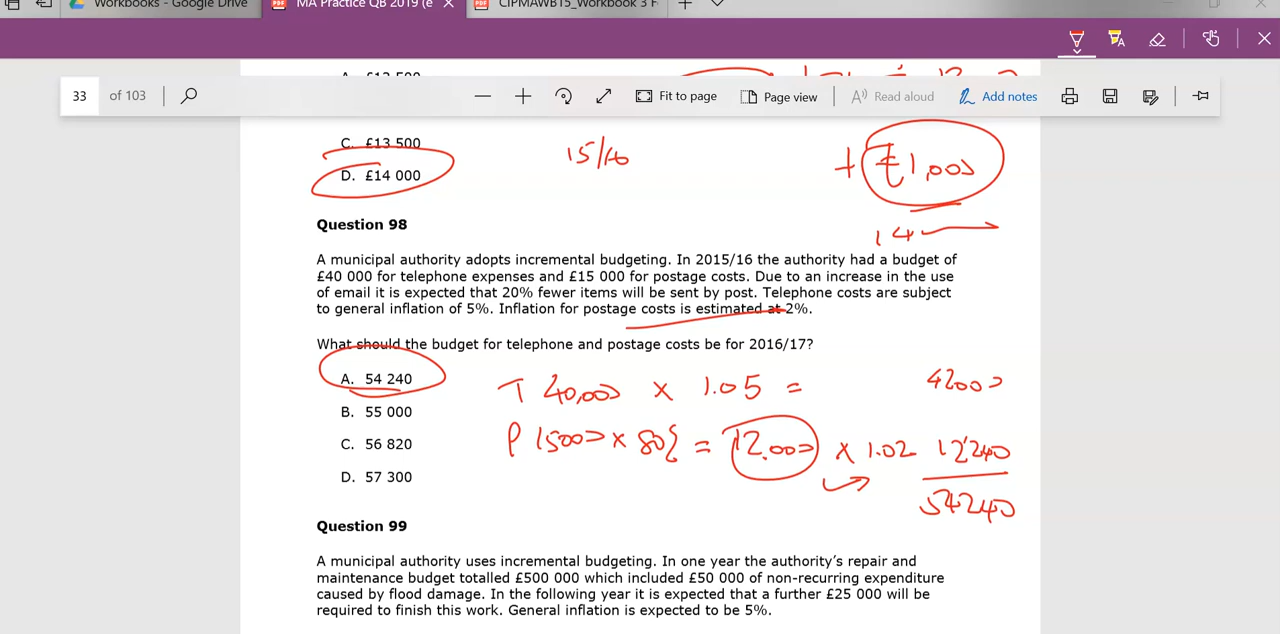 Workbooks - Google Drive
MA Practice QB 2019 (e
CIPMAWB15_Workbook 3 F
33 of 103
Fit to page
Page view
Read aloud
Add notes
C. £13 500
D. £14 000
15/16
+ £1,000
14
Question 98
A municipal authority adopts incremental budgeting. In 2015/16 the authority had a budget of
£40 000 for telephone expenses and £15 000 for postage costs. Due to an increase in the use
of email it is expected that 20% fewer items will be sent by post. Telephone costs are subject
to general inflation of 5%. Inflation for postage costs is estimated at 2%.
What should the budget for telephone and postage costs be for 2016/17?
A. 54 240
B. 55 000
C. 56 820
D. 57 300
T 40,000 x 1.05 = 42000
P 15000 x 80% = 12.000 x 1.02 12240
54240
Question 99
A municipal authority uses incremental budgeting. In one year the authority's repair and
maintenance budget totalled £500 000 which included £50 000 of non-recurring expenditure
caused by flood damage. In the following year it is expected that a further £25 000 will be
required to finish this work. General inflation is expected to be 5%.